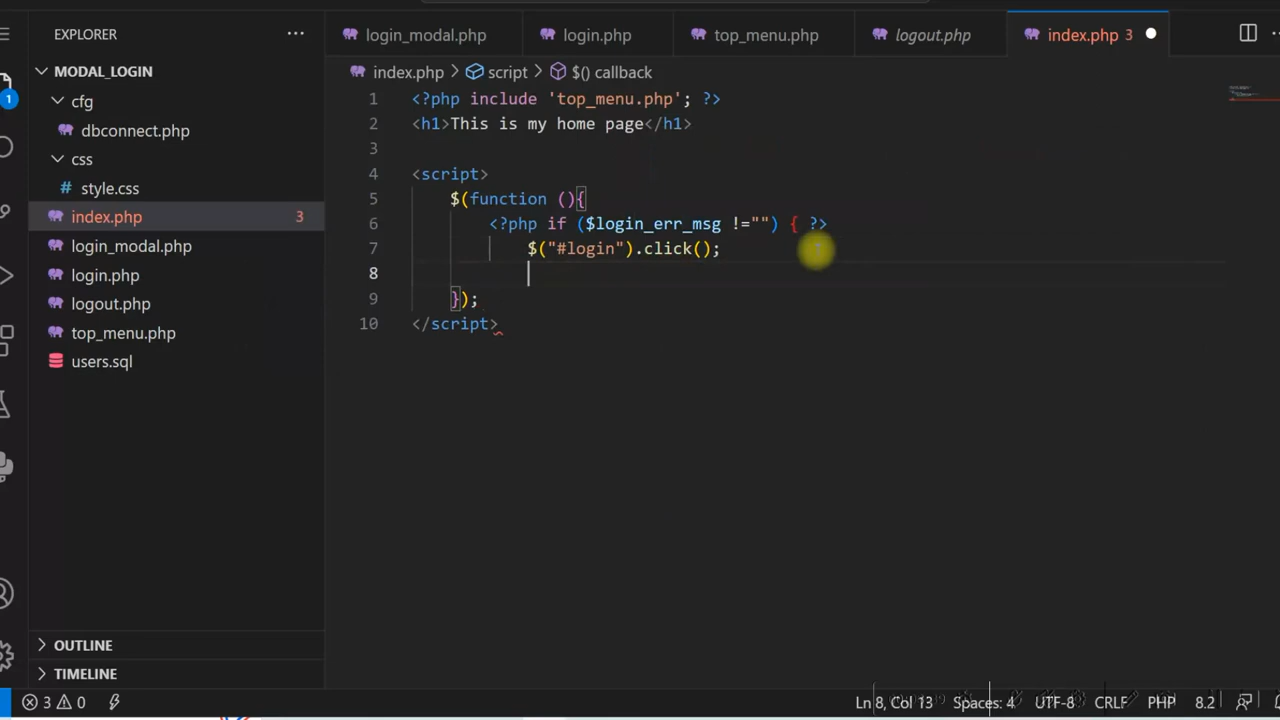 EXPLORER
MODAL_LOGIN
cfg
dbconnect.php
css
style.css
index.php 3
login_modal.php
login.php
logout.php
top_menu.php
users.sql
OUTLINE
TIMELINE
1
login_modal.php
login.php
top_menu.php
logout.php
index.php 3
index.php > script > $() callback
1 <?php include 'top_menu.php'; ?>
2 <h1>This is my home page</h1>
3
4 <script>
5 $(function (){
6 <?php if ($login_err_msg !="") { ?>
7 $("#login").click();
8
9 });
10 </script>
3 0
Ln 8, Col 13
Spaces: 4
UTF-8
CRLF
PHP
8.2